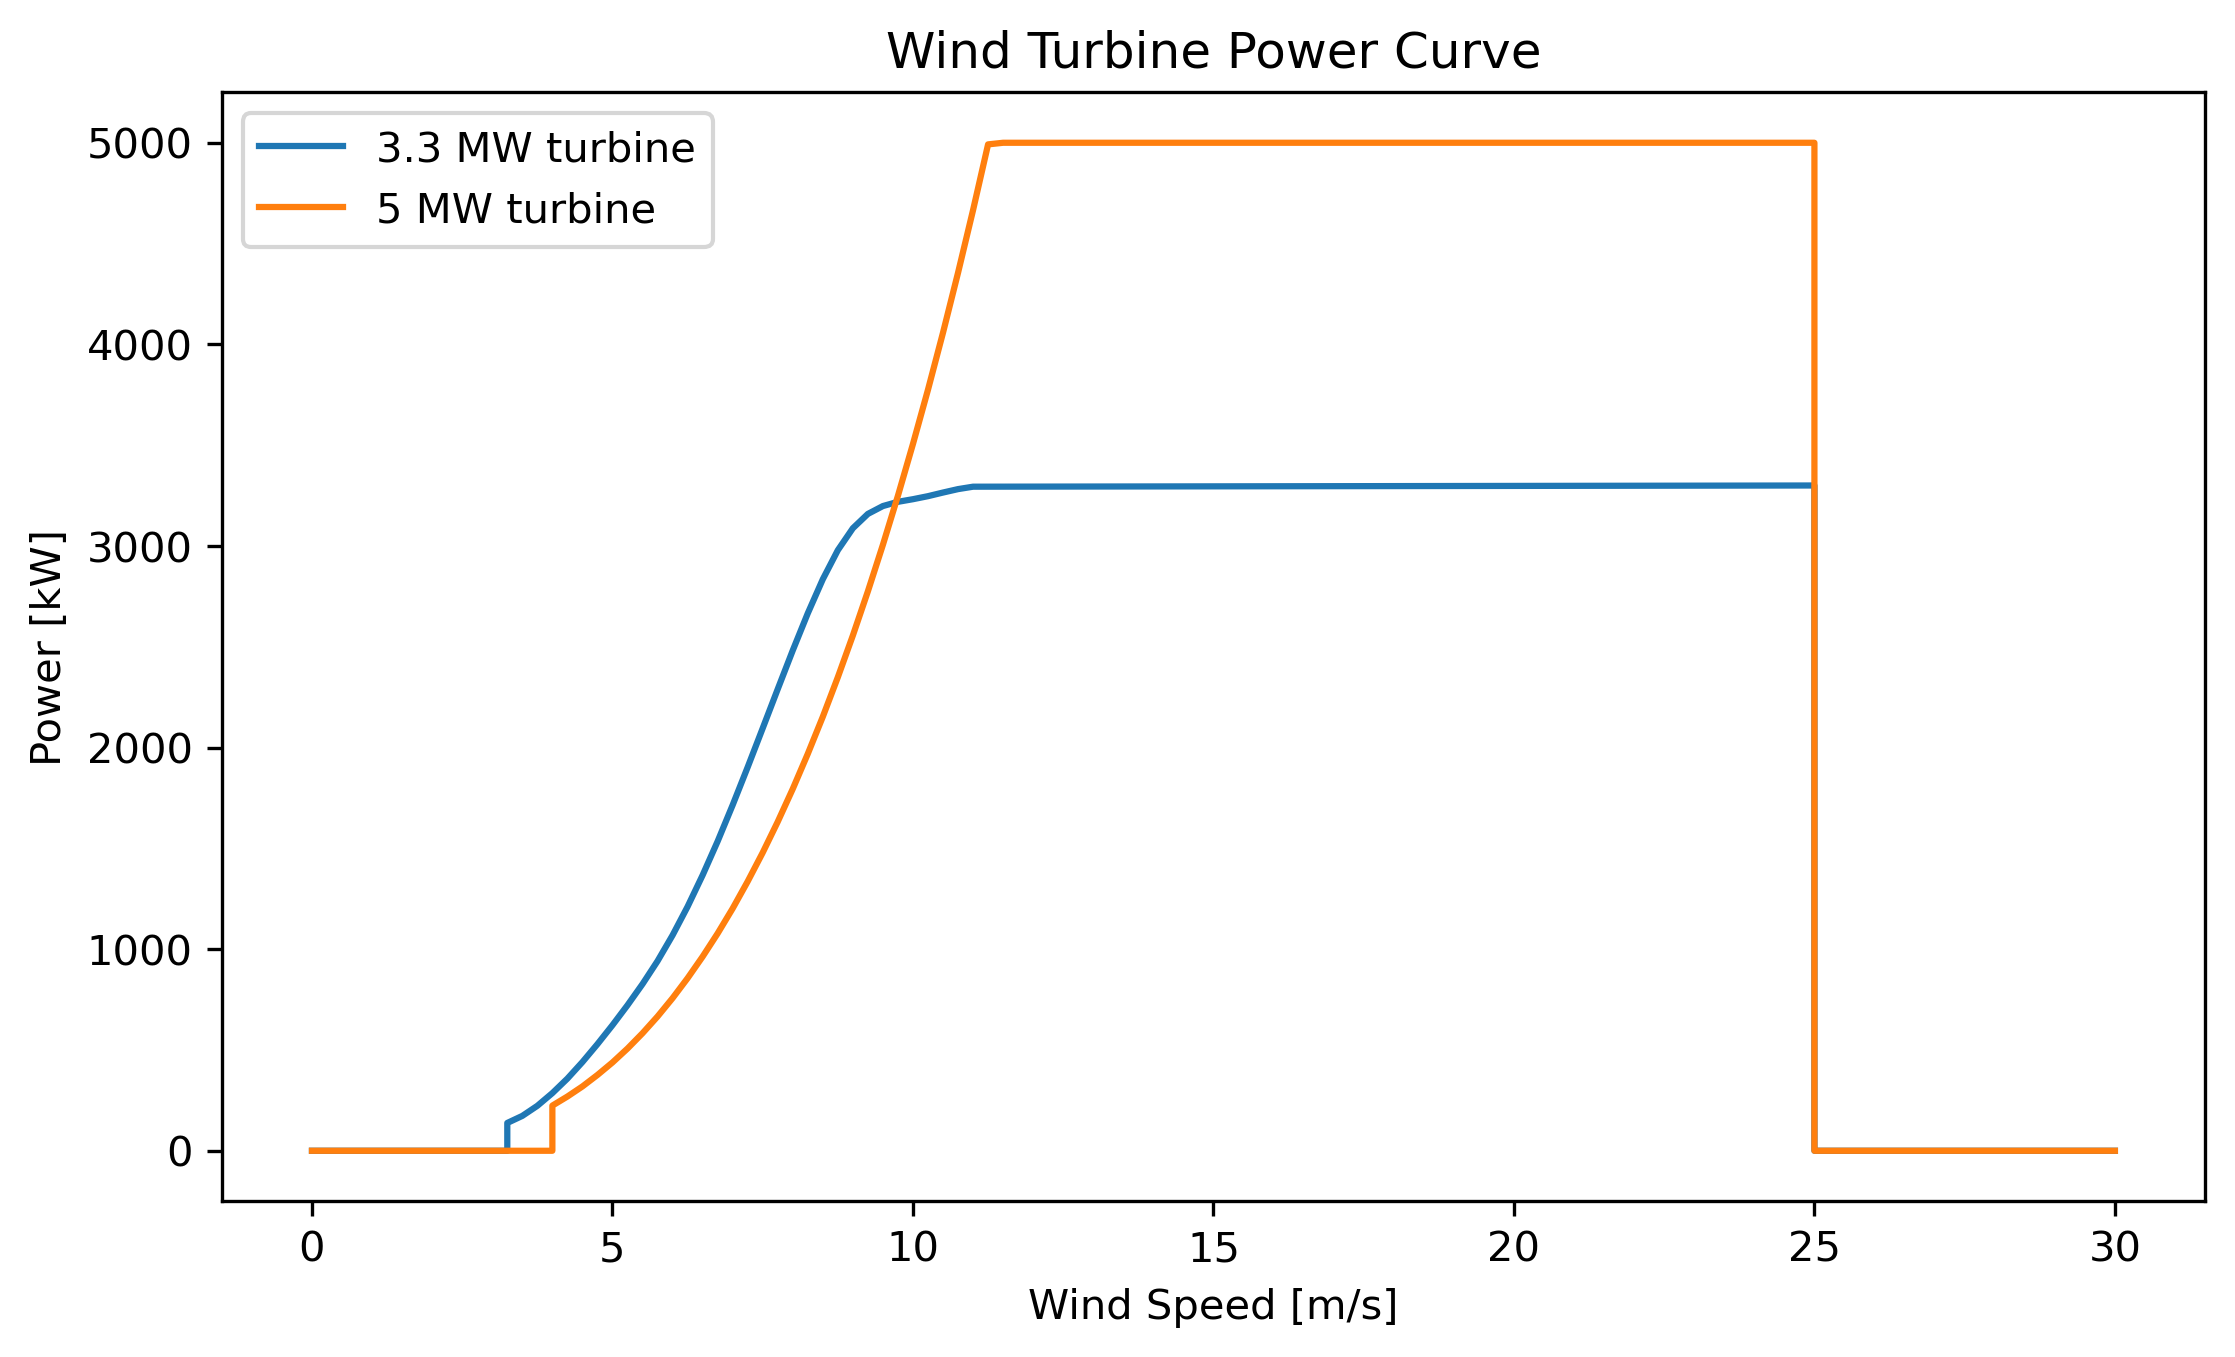 Wind Turbine Power Curve
3.3 MW turbine
5 MW turbine
Power [kW]
5000
4000
3000
2000
1000
0
0 5 10 15 20 25 30
Wind Speed [m/s]